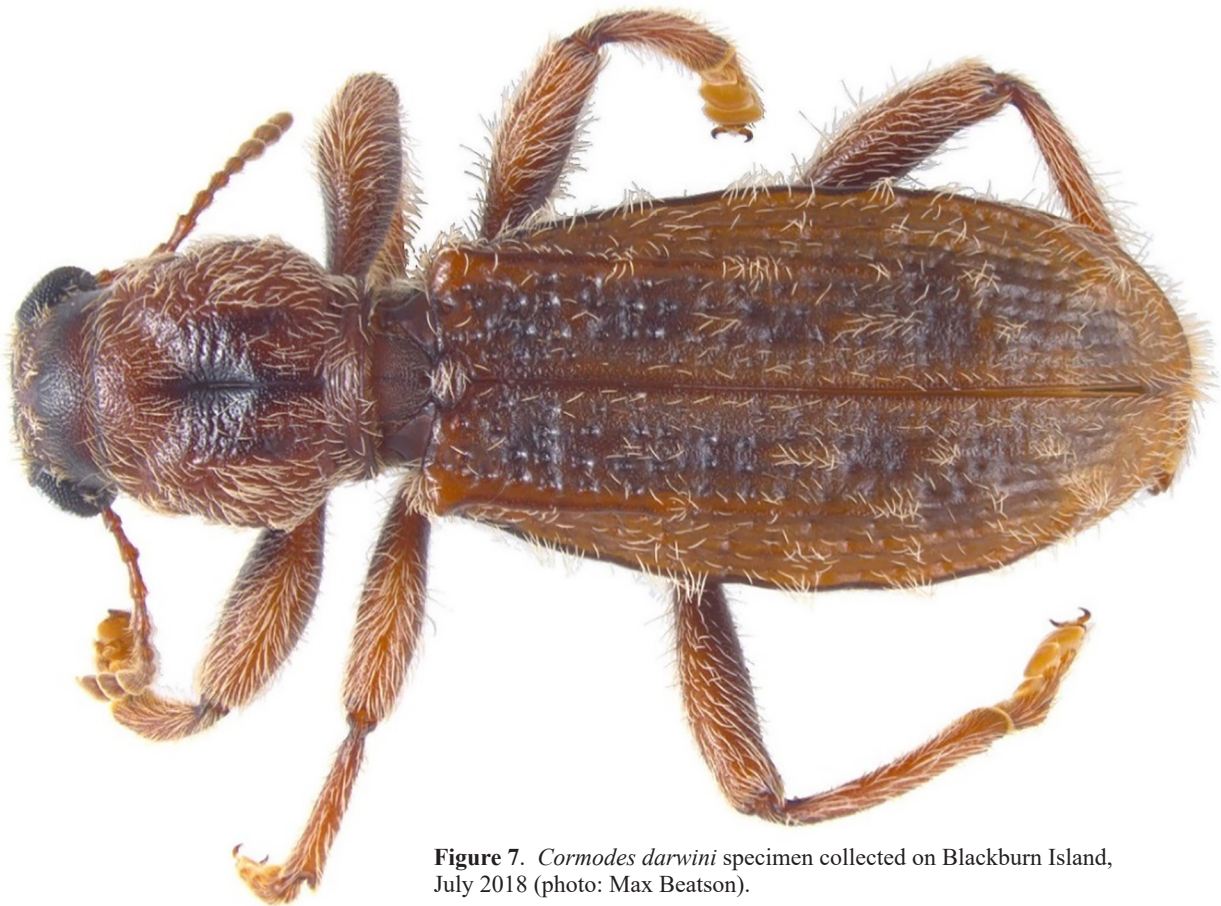 Figure 7. Cormodes darwini specimen collected on Blackburn Island,
July 2018 (photo: Max Beatson).